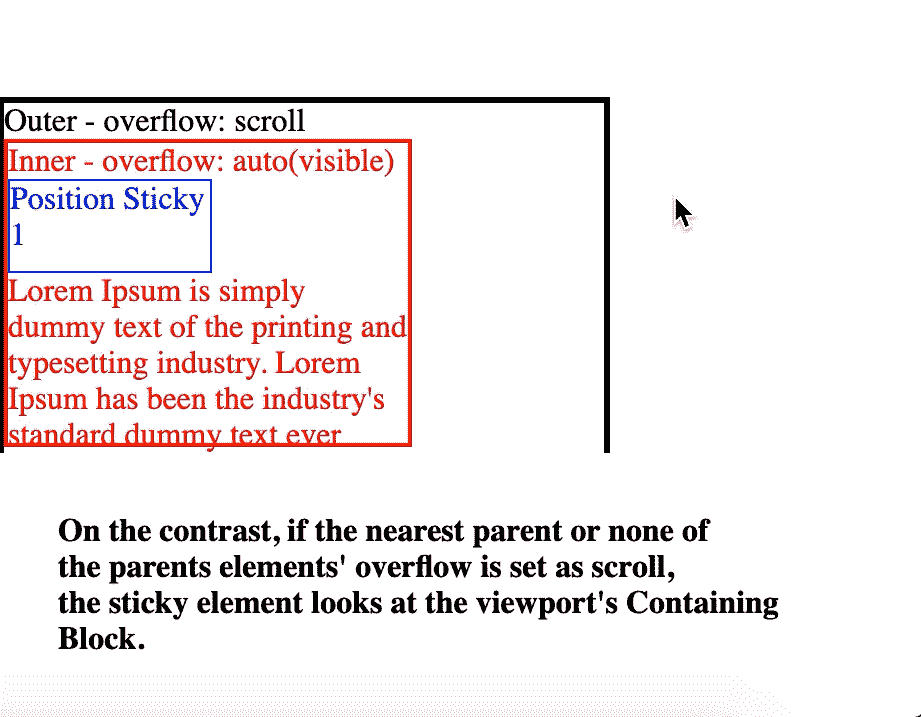 Outer - overflow: scroll
Inner - overflow: auto(visible)
Position Sticky
1
Lorem Ipsum is simply
dummy text of the printing and
typesetting industry. Lorem
Ipsum has been the industry's
standard dummy text ever
On the contrast, if the nearest parent or none of
the parents elements' overflow is set as scroll,
the sticky element looks at the viewport's Containing
Block.